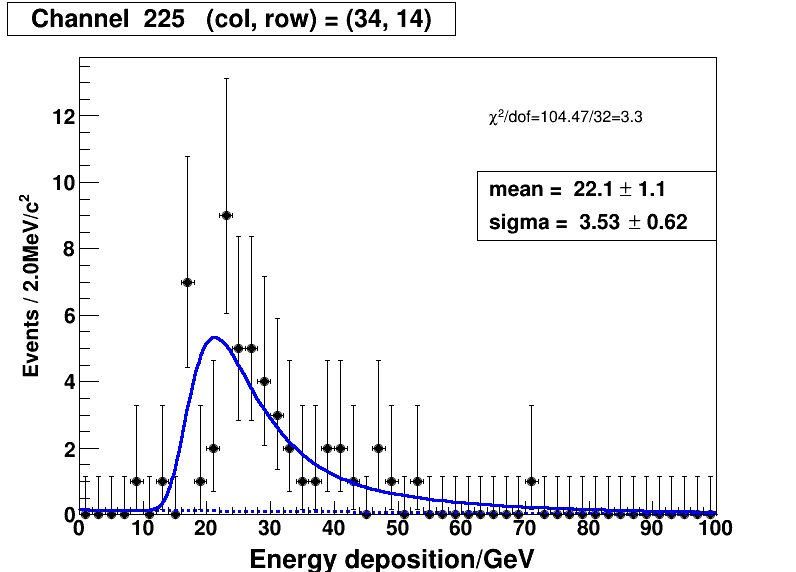 Channel  225   (col, row) = (34, 14)
χ²/dof=104.47/32=3.3
mean =  22.1 ± 1.1
sigma =  3.53 ± 0.62
Events / 2.0MeV/c²
12
10
8
6
4
2
0
0 10 20 30 40 50 60 70 80 90 100
Energy deposition/GeV